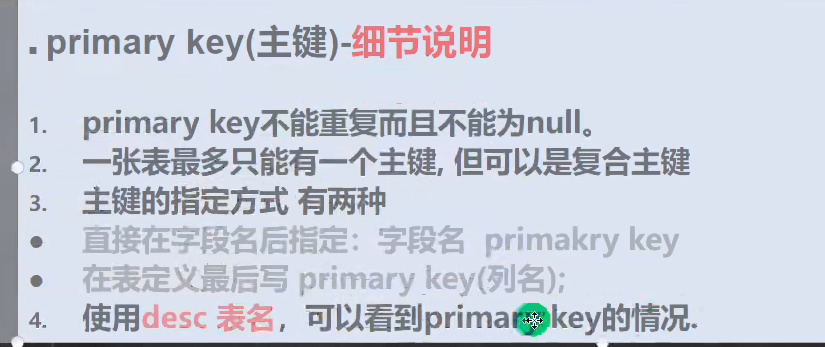 ▪ primary key(主键)-细节说明
1. primary key不能重复而且不能为null。
2. 一张表最多只能有一个主键, 但可以是复合主键
3. 主键的指定方式 有两种
● 直接在字段名后指定：字段名 primakry key
● 在表定义最后写 primary key(列名);
4. 使用desc 表名，可以看到primary key的情况.